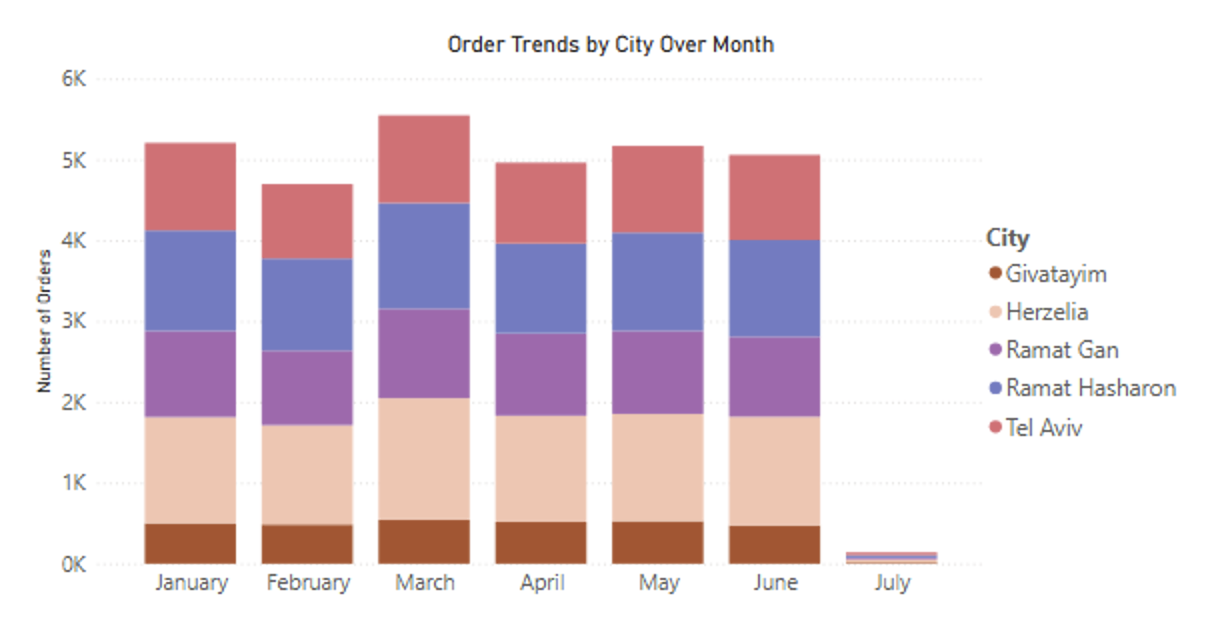 Order Trends by City Over Month
6K
5K
4K
3K
2K
1K
0K
Number of Orders
January February March April May June July
City
Givatayim
Herzelia
Ramat Gan
Ramat Hasharon
Tel Aviv